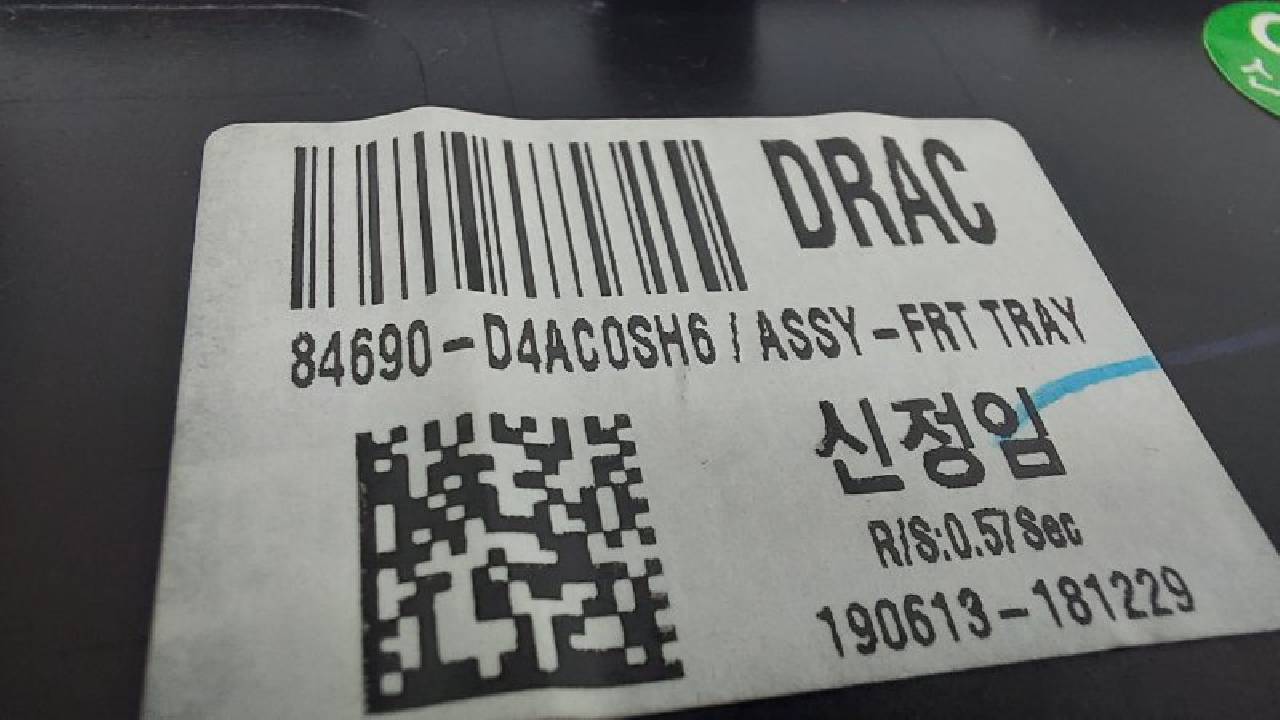 DRAC
84690-D4AC0SH6 / ASSY-FRT TRAY
신정임
R/S:0.57Sec
190613-181229